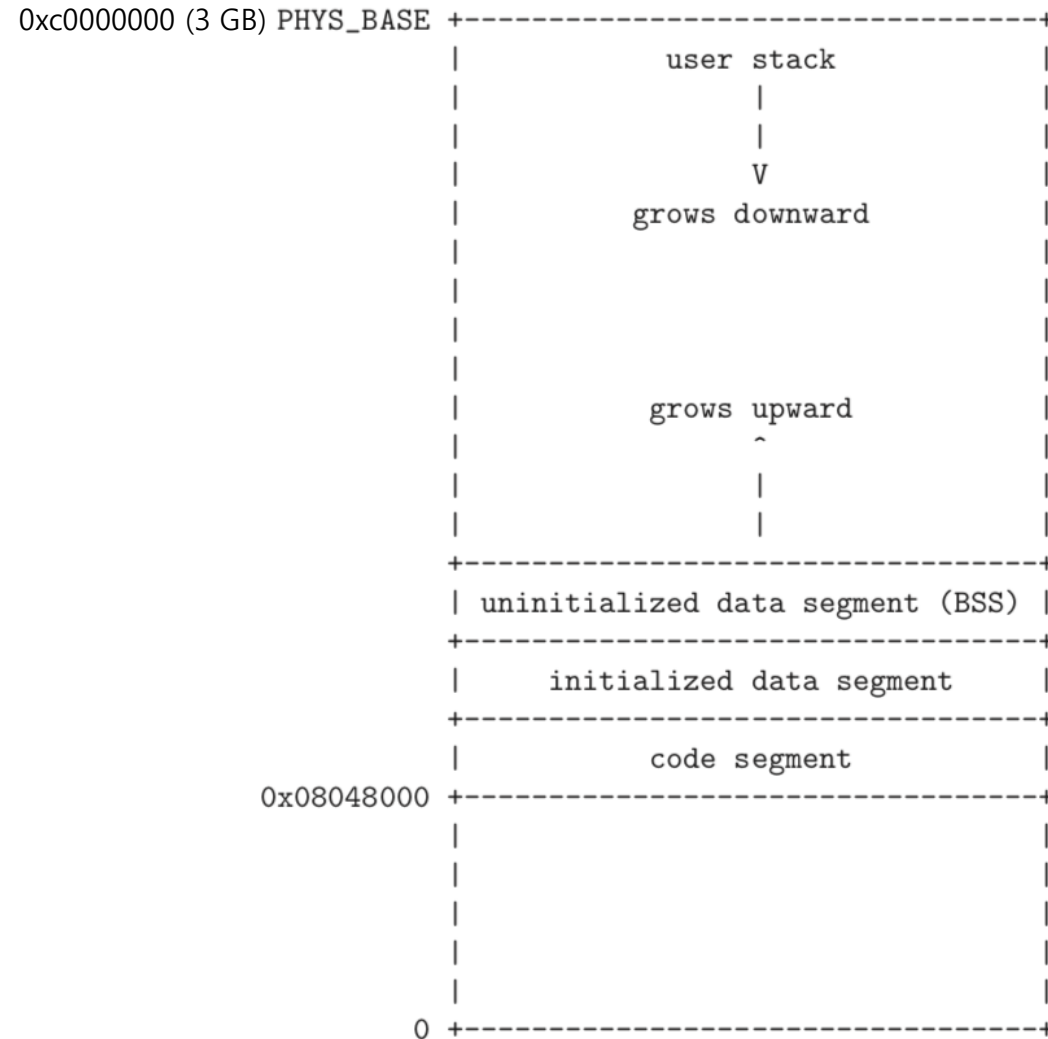 0xc0000000 (3 GB) PHYS_BASE +----------------------------------+
| user stack |
| | |
| | |
| V |
| grows downward |
| |
| |
| |
| |
| grows upward |
| ^ |
| | |
| | |
+----------------------------------+
| uninitialized data segment (BSS) |
+----------------------------------+
| initialized data segment |
+----------------------------------+
| code segment |
0x08048000 +----------------------------------+
| |
| |
| |
| |
| |
0 +----------------------------------+